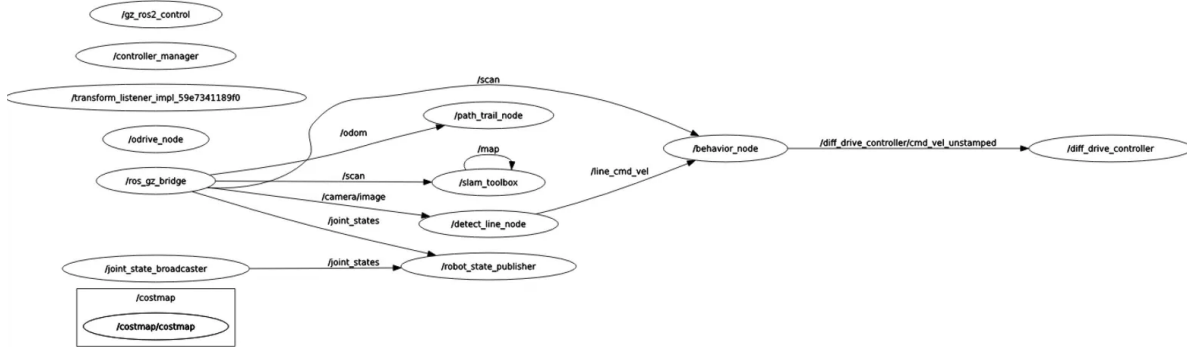 /gz_ros2_control
/controller_manager
/transform_listener_impl_59e7341189f0
/scan
/path_trail_node
/odom
/odrive_node
/map
/behavior_node
/diff_drive_controller/cmd_vel_unstamped
/diff_drive_controller
/ros_gz_bridge
/scan
/slam_toolbox
/line_cmd_vel
/camera/image
/detect_line_node
/joint_states
/joint_state_broadcaster
/joint_states
/robot_state_publisher
/costmap
/costmap/costmap